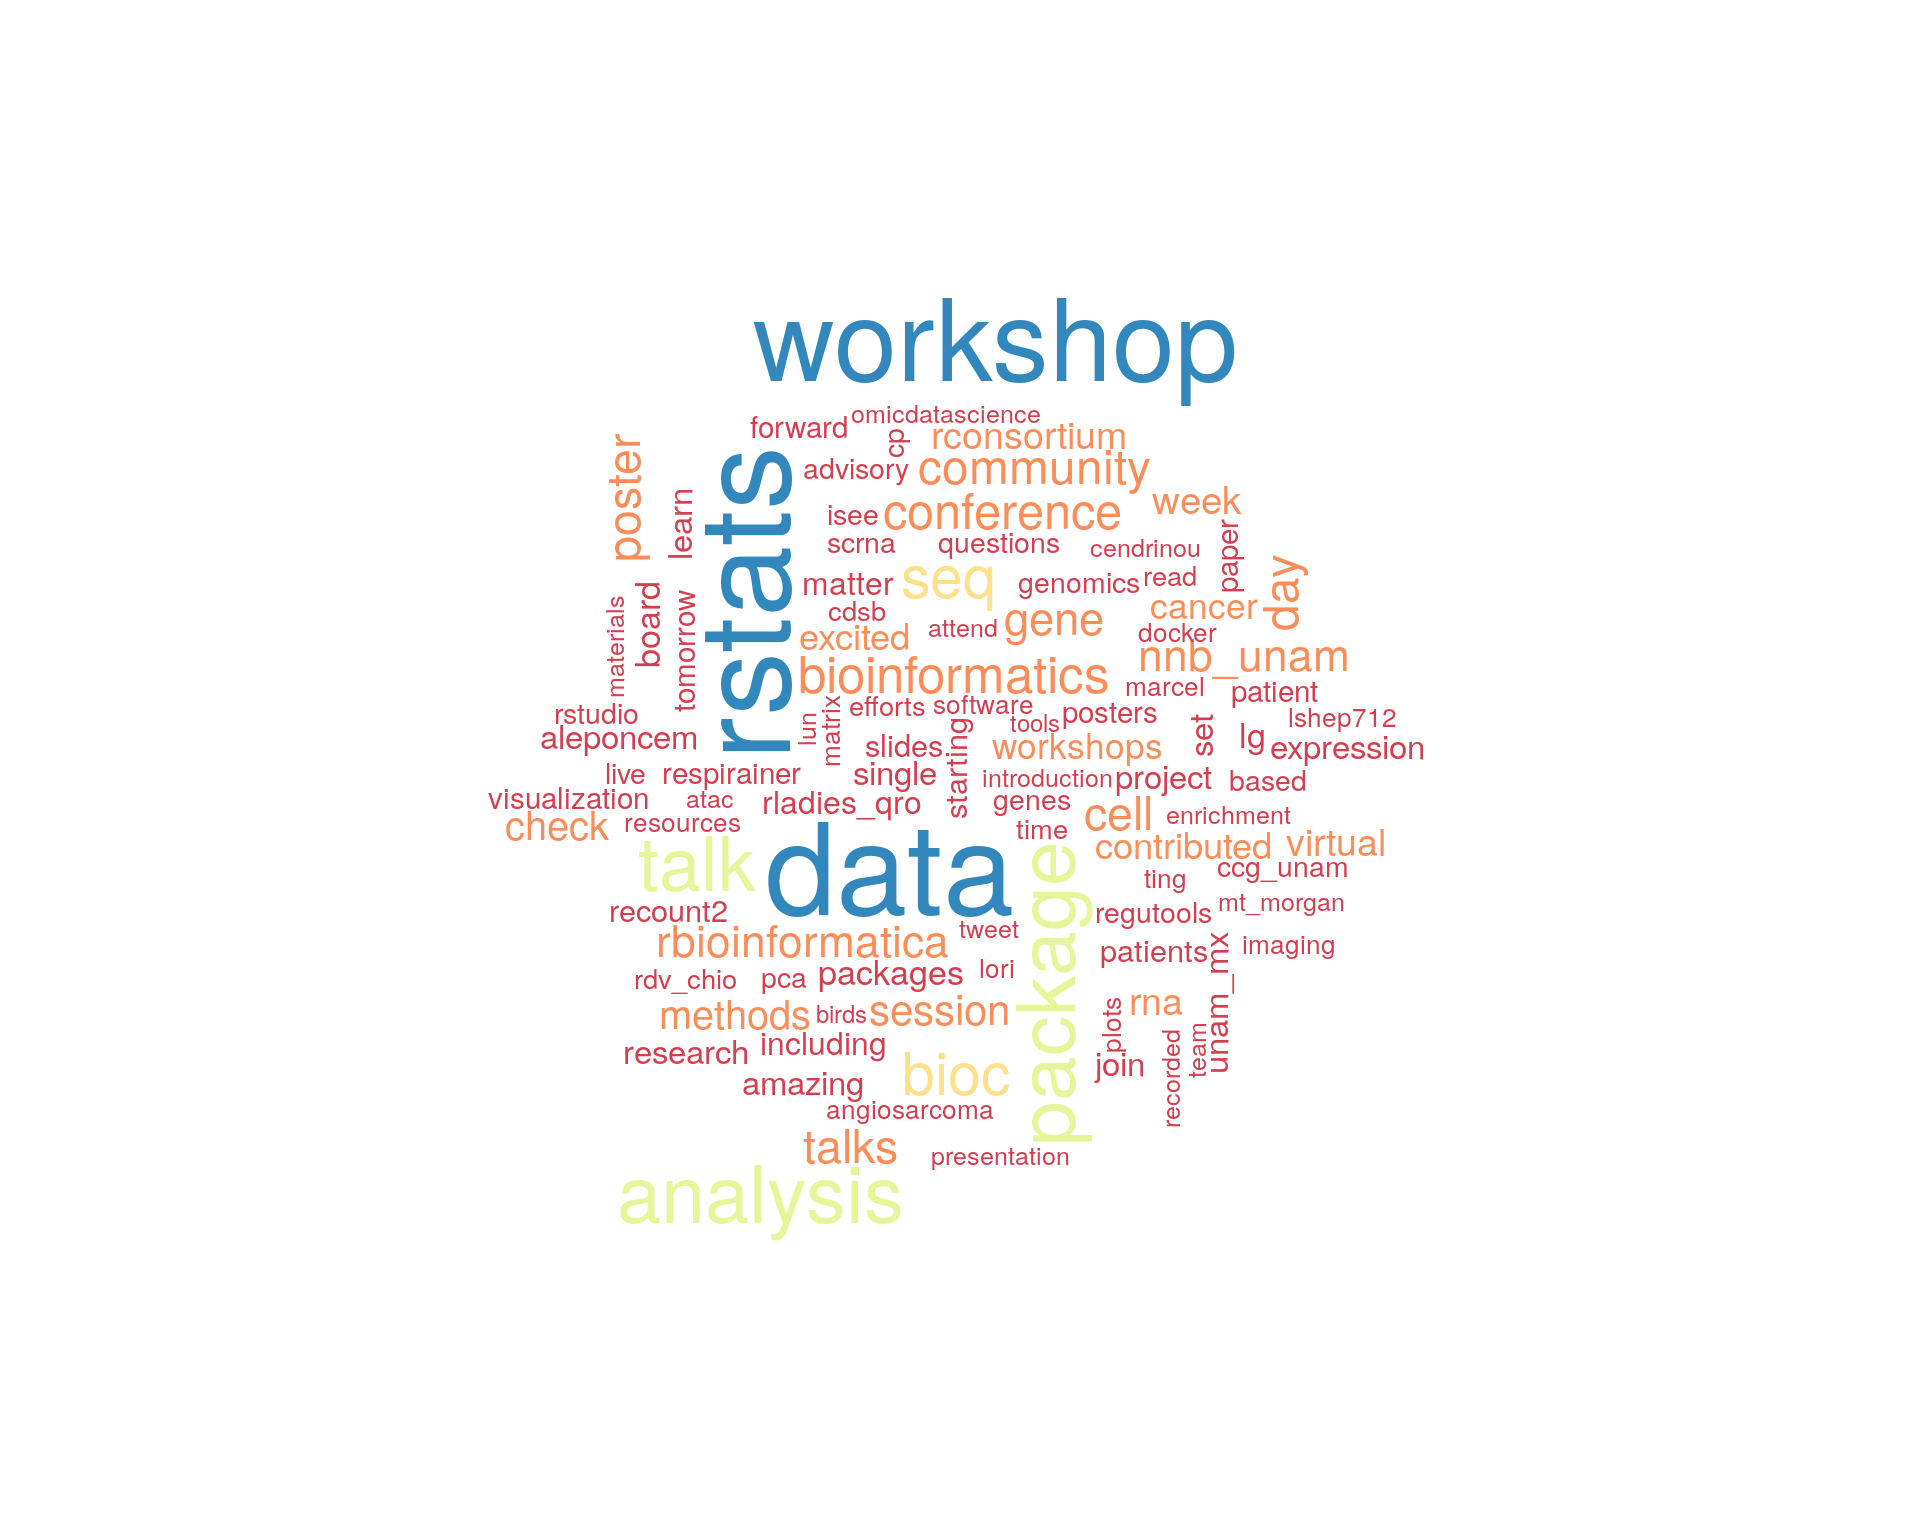 workshop
omicdatascience
forward
cp
rconsortium
poster
rstats
advisory
community
learn
isee
conference
week
scrna
questions
cendrinou
paper
day
matter
seq
genomics
read
board
materials
tomorrow
cdsb
attend
gene
cancer
docker
excited
nnb_unam
bioinformatics
marcel
patient
rstudio
lun
matrix
efforts
software
tools
posters
set
lshep712
aleponcem
slides
starting
workshops
lg
expression
live
respirainer
single
introduction
project
based
visualization
atac
rladies_qro
genes
cell
enrichment
check
resources
time
contributed
virtual
talk
data
package
ting
ccg_unam
recount2
regutools
mt_morgan
rbioinformatica
tweet
patients
unam_mx
imaging
rdv_chio
pca
packages
lori
methods
birds
session
plots
rna
research
including
join
recorded
team
amazing
bioc
angiosarcoma
talks
presentation
analysis